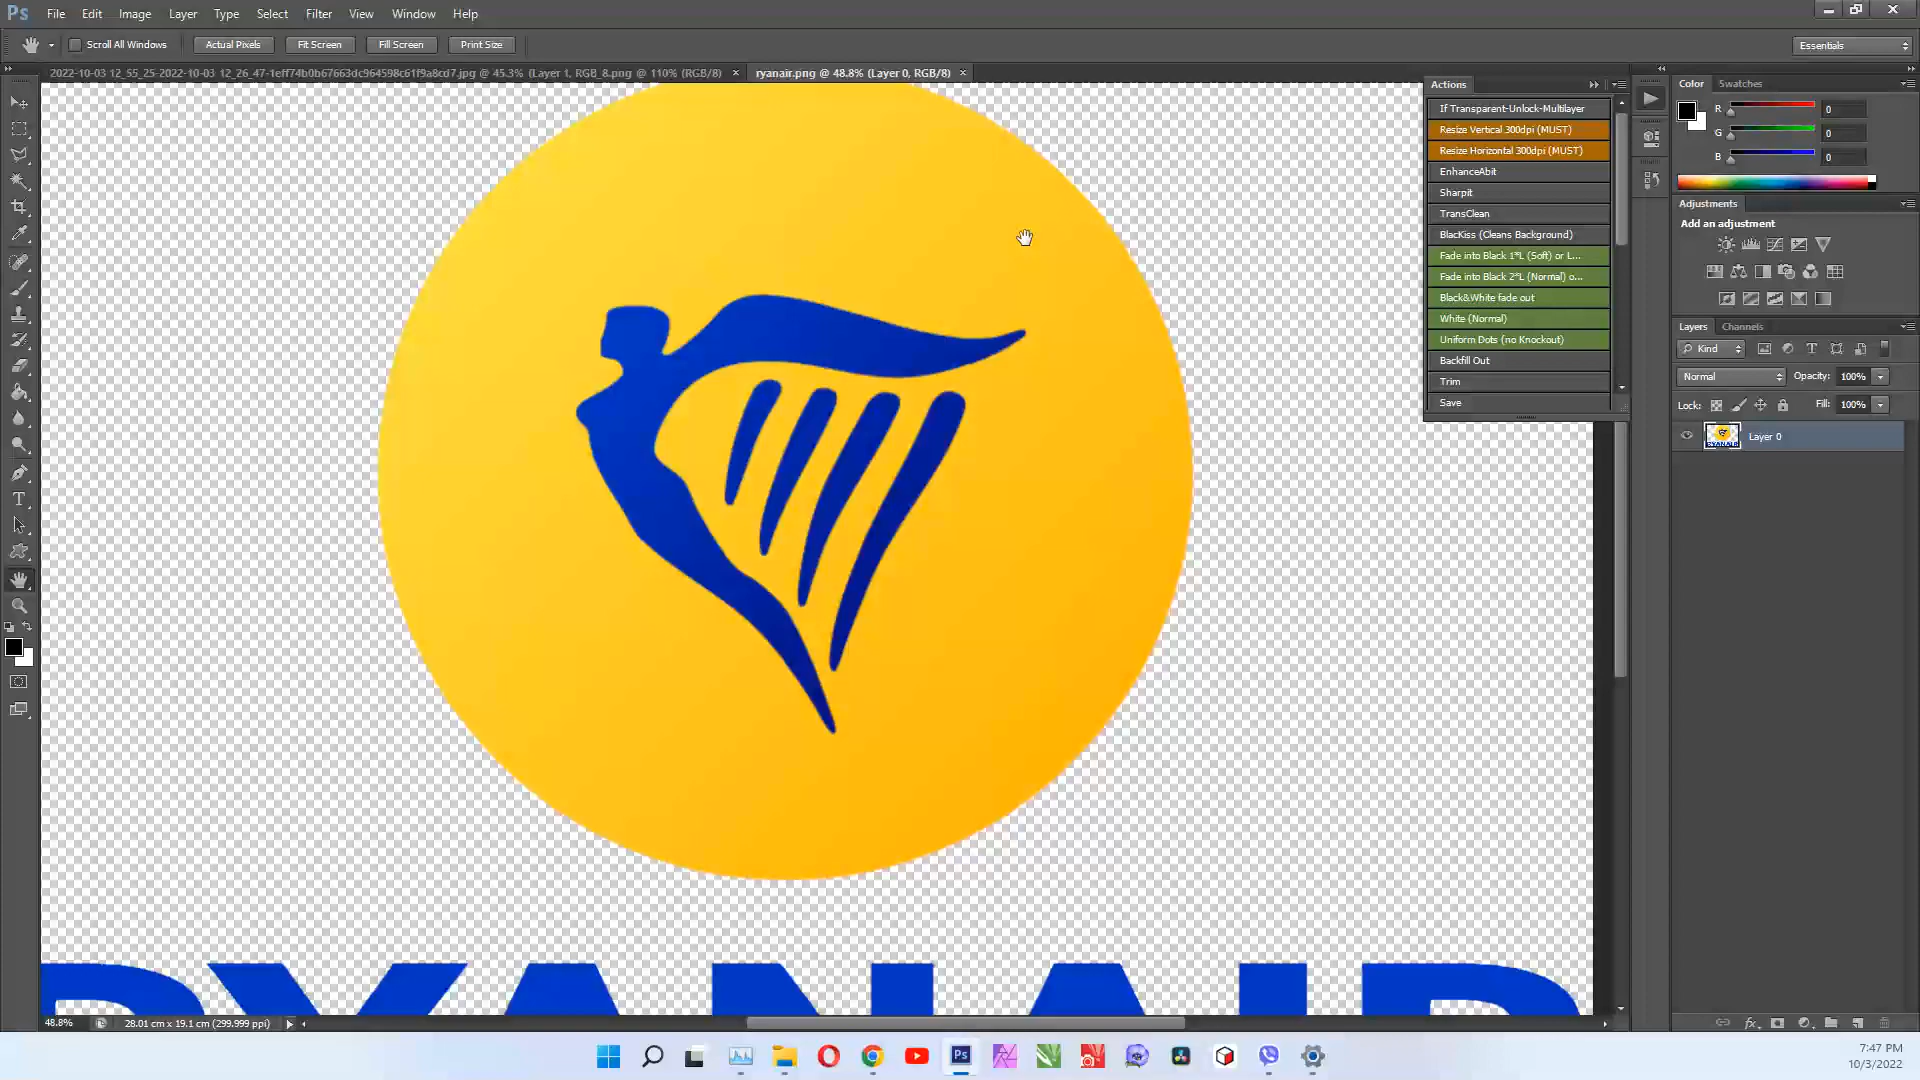 Ps File Edit Image Layer Type Select Filter View Window Help
Scroll All Windows Actual Pixels Fit Screen Fill Screen Print Size Essentials
2022-10-03 12_55_25-2022-10-03 12_26_47-1eff74b0b67663dc964598c61f9a8cd7.jpg @ 45.3% (Layer 1, RGB_8.png @ 110% (RGB/8) × ryanair.png @ 48.8% (Layer 0, RGB/8) ×
Actions
If Transparent-Unlock-Multilayer
Resize Vertical 300dpi (MUST)
Resize Horizontal 300dpi (MUST)
EnhanceAbit
Sharpit
TransClean
BlacKiss (Cleans Background)
Fade into Black 1*L (Soft) or L...
Fade into Black 2*L (Normal) o...
Black&White fade out
White (Normal)
Uniform Dots (no Knockout)
Backfill Out
Trim
Save
Color Swatches
R 0
G 0
B 0
Adjustments
Add an adjustment
Layers Channels
Kind
Normal Opacity: 100%
Lock: Fill: 100%
Layer 0
RYANAIR
48.8% 28.01 cm x 19.1 cm (299.999 ppi)
Ps
7:47 PM
10/3/2022